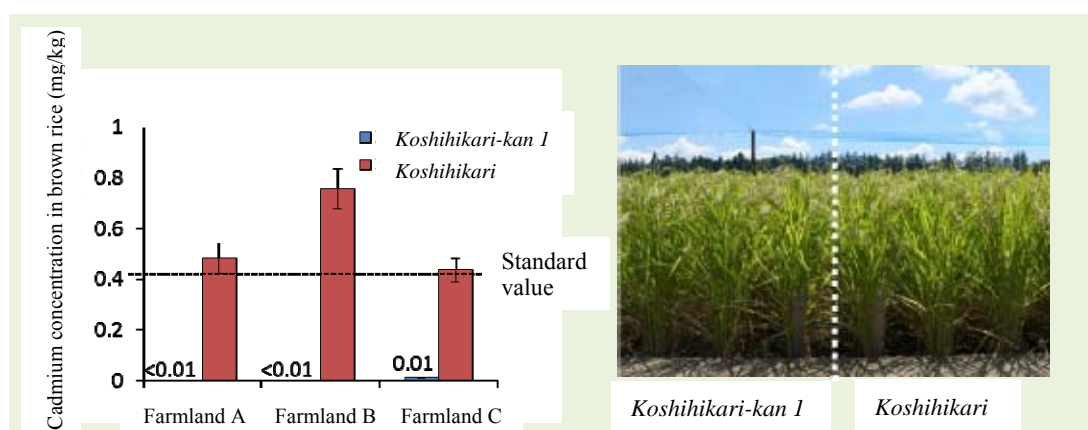 Cadmium concentration in brown rice (mg/kg)
1
0.8
0.6
0.4
0.2
0
Koshihikari-kan 1
Koshihikari
Standard
value
<0.01
<0.01
0.01
Farmland A
Farmland B
Farmland C
Koshihikari-kan 1
Koshihikari